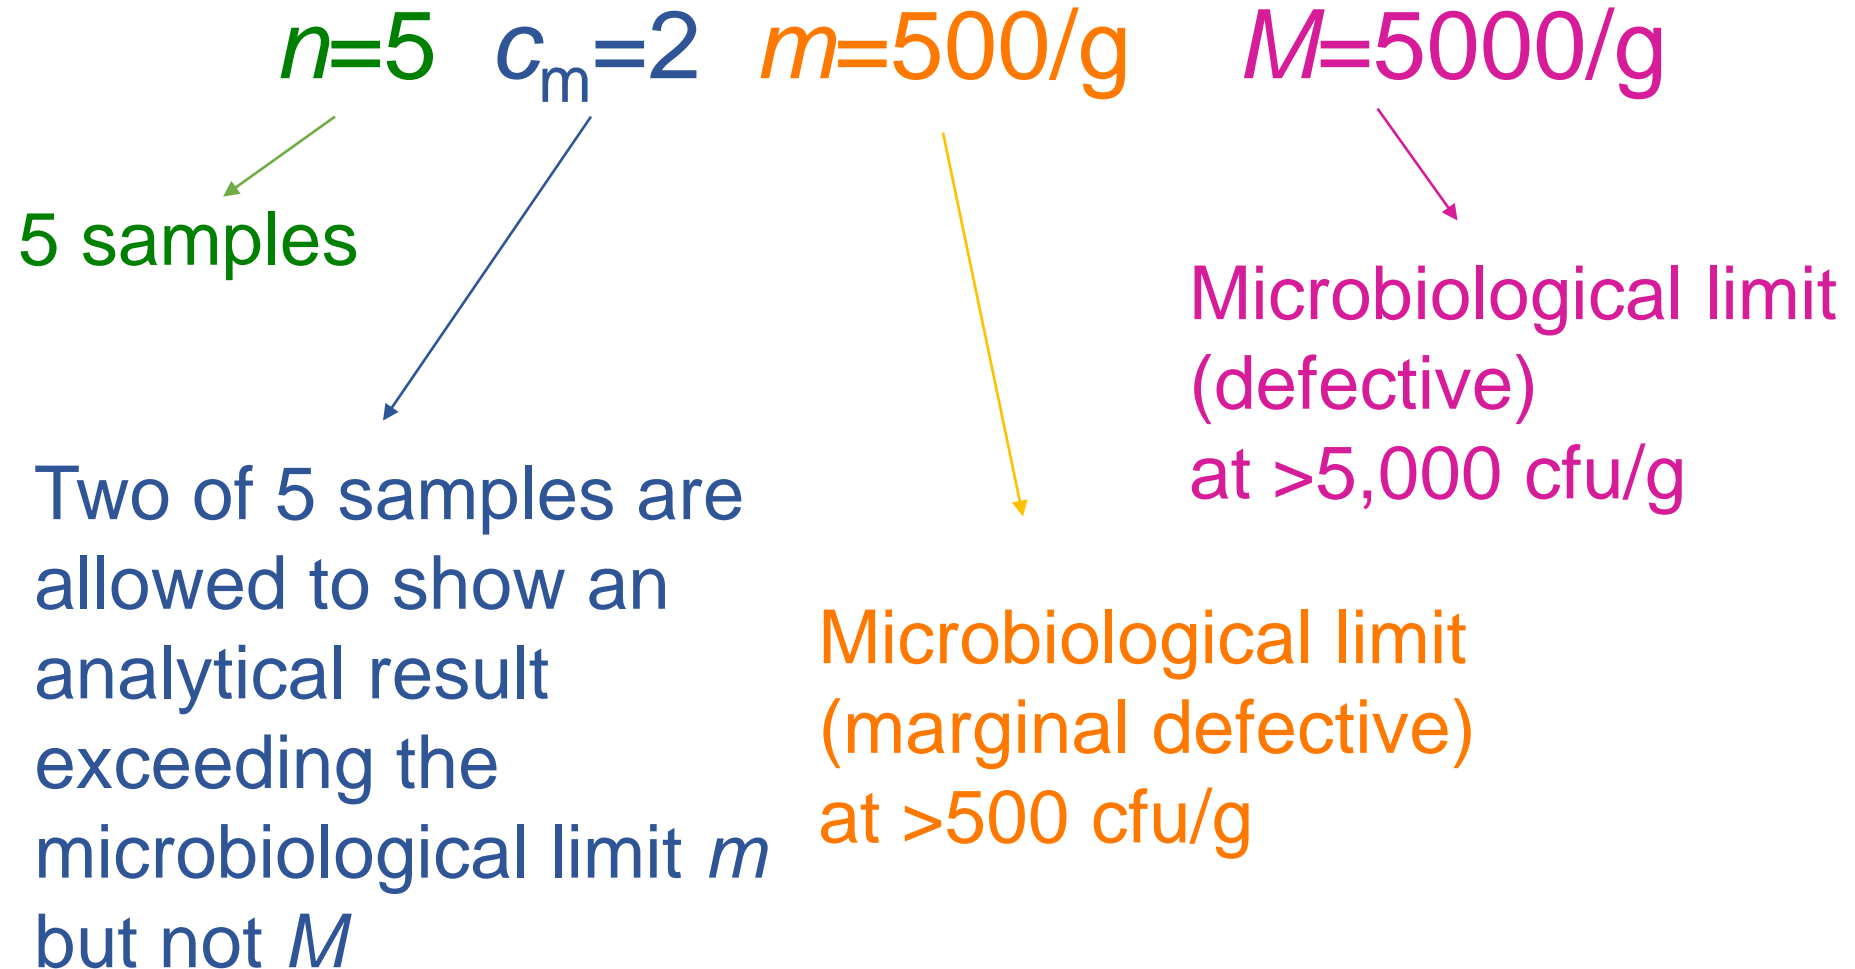 n=5 cm=2 m=500/g M=5000/g
5 samples
Two of 5 samples are
allowed to show an
analytical result
exceeding the
microbiological limit m
but not M
Microbiological limit
(marginal defective)
at >500 cfu/g
Microbiological limit
(defective)
at >5,000 cfu/g